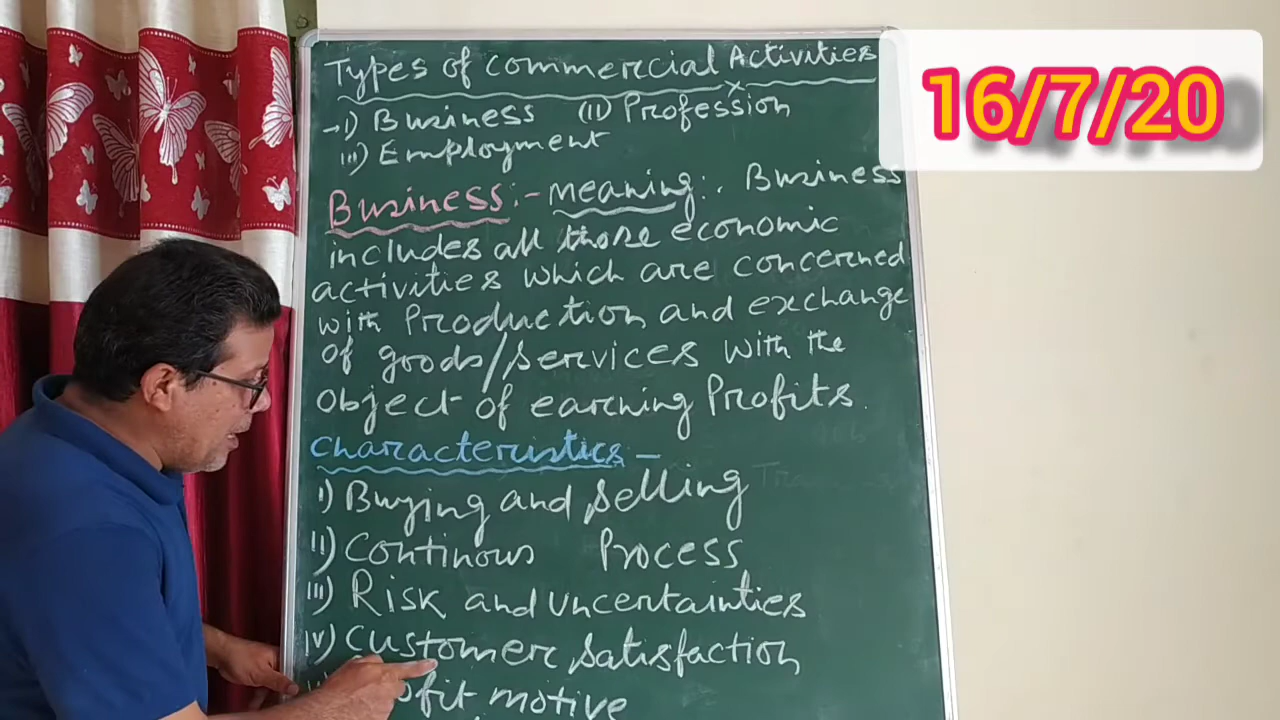 Types of commercial Activities
16/7/20
i) Business (II) Profession
III) Employment
Business:- Meaning:. Business
includes all those economic
activities which are concerned
with Production and exchange
of goods/services with the
object of earning Profits.
Characteristics -
I) Buying and Selling
II) Continous Process
III) Risk and Uncertainties
IV) Customer Satisfaction
motive